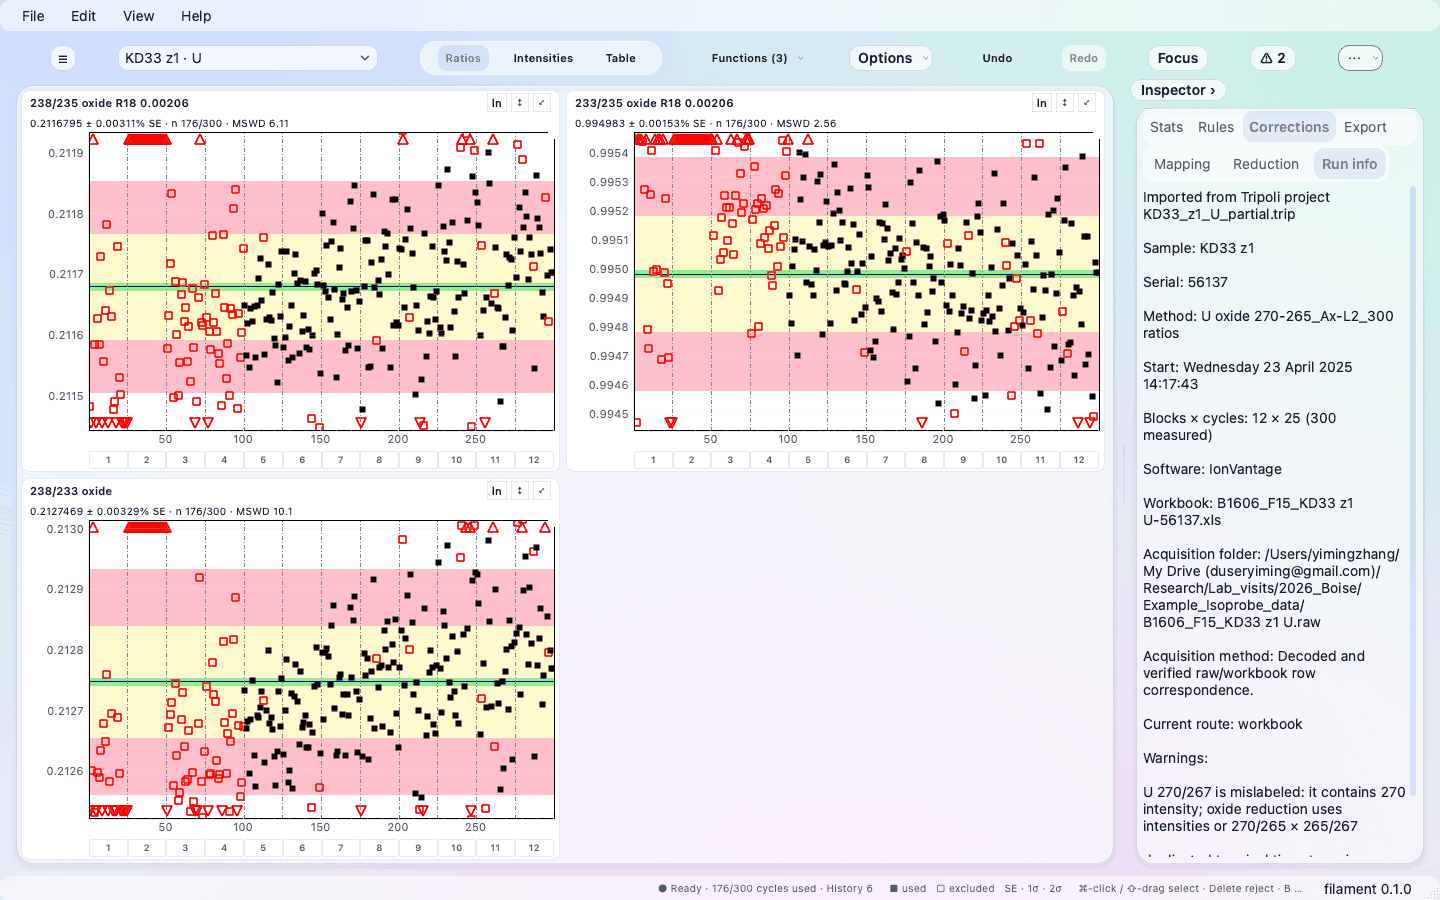 File Edit View Help
≡ KD33 z1 · U Ratios Intensities Table Functions (3) Options Undo Redo Focus ⚠ 2 ···
Inspector ›
238/235 oxide R18 0.00206 ln ↕ ⤢
0.2116795 ± 0.00311% SE · n 176/300 · MSWD 6.11
0.2119
0.2118
0.2117
0.2116
0.2115
50 100 150 200 250
1 2 3 4 5 6 7 8 9 10 11 12
233/235 oxide R18 0.00206 ln ↕ ⤢
0.994983 ± 0.00153% SE · n 176/300 · MSWD 2.56
0.9954
0.9953
0.9952
0.9951
0.9950
0.9949
0.9948
0.9947
0.9946
0.9945
50 100 150 200 250
1 2 3 4 5 6 7 8 9 10 11 12
238/233 oxide ln ↕ ⤢
0.2127469 ± 0.00329% SE · n 176/300 · MSWD 10.1
0.2130
0.2129
0.2128
0.2127
0.2126
50 100 150 200 250
1 2 3 4 5 6 7 8 9 10 11 12
Stats Rules Corrections Export
Mapping Reduction Run info
Imported from Tripoli project
KD33_z1_U_partial.trip
Sample: KD33 z1
Serial: 56137
Method: U oxide 270-265_Ax-L2_300
ratios
Start: Wednesday 23 April 2025
14:17:43
Blocks × cycles: 12 × 25 (300
measured)
Software: IonVantage
Workbook: B1606_F15_KD33 z1
U-56137.xls
Acquisition folder: /Users/yimingzhang/
My Drive (duseryiming@gmail.com)/
Research/Lab_visits/2026_Boise/
Example_Isoprobe_data/
B1606_F15_KD33 z1 U.raw
Acquisition method: Decoded and
verified raw/workbook row
correspondence.
Current route: workbook
Warnings:
U 270/267 is mislabeled: it contains 270
intensity; oxide reduction uses
intensities or 270/265 × 265/267
● Ready · 176/300 cycles used · History 6 ■ used □ excluded SE · 1σ · 2σ ⌘-click / ⇧-drag select · Delete reject · B ... filament 0.1.0